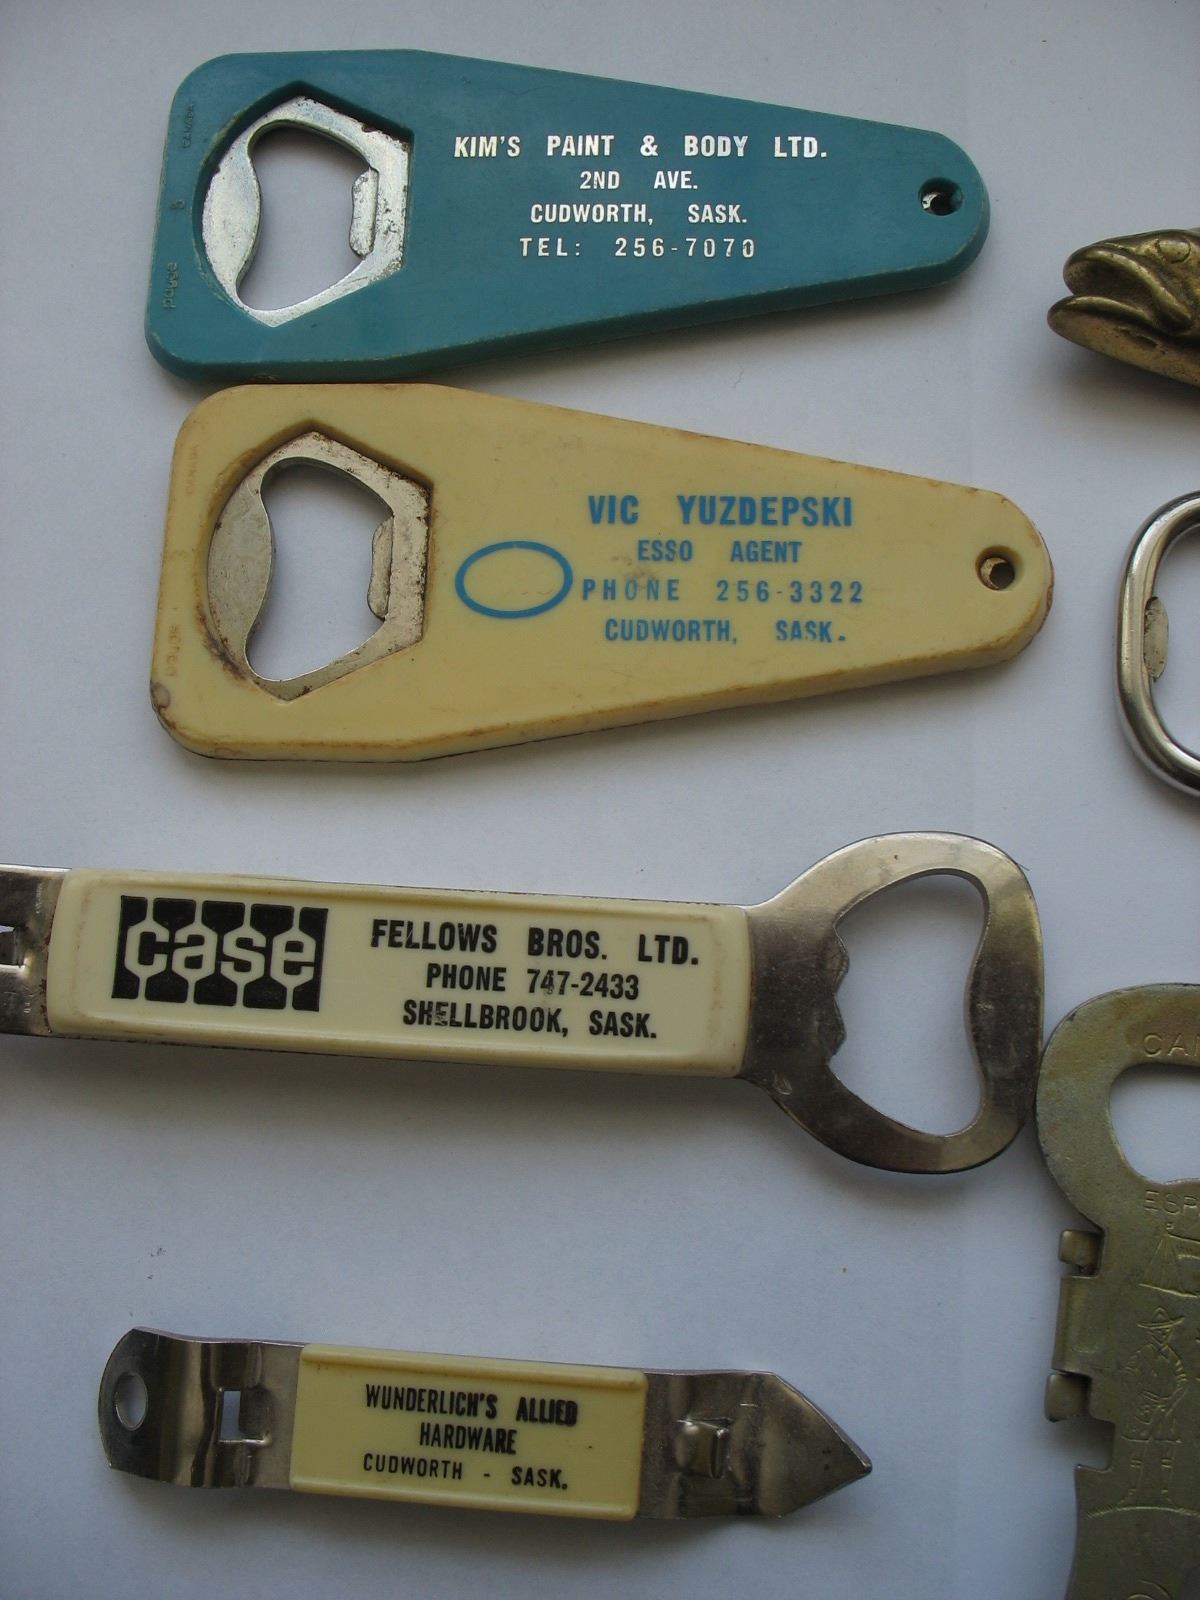 KIM'S PAINT & BODY LTD.
2ND AVE.
CUDWORTH, SASK.
TEL: 256-7070
CANADA
VIC YUZDEPSKI
ESSO AGENT
PHONE 256-3322
CUDWORTH, SASK.
case
FELLOWS BROS. LTD.
PHONE 747-2433
SHELLBROOK, SASK.
WUNDERLICH'S ALLIED
HARDWARE
CUDWORTH - SASK.